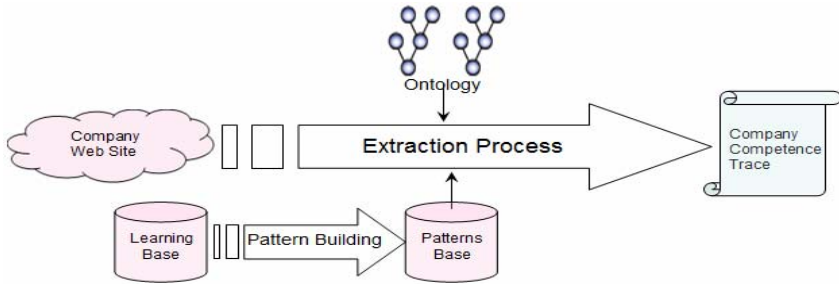 Ontology
Company
Web Site
Extraction Process
Company
Competence
Trace
Learning
Base
Pattern Building
Patterns
Base